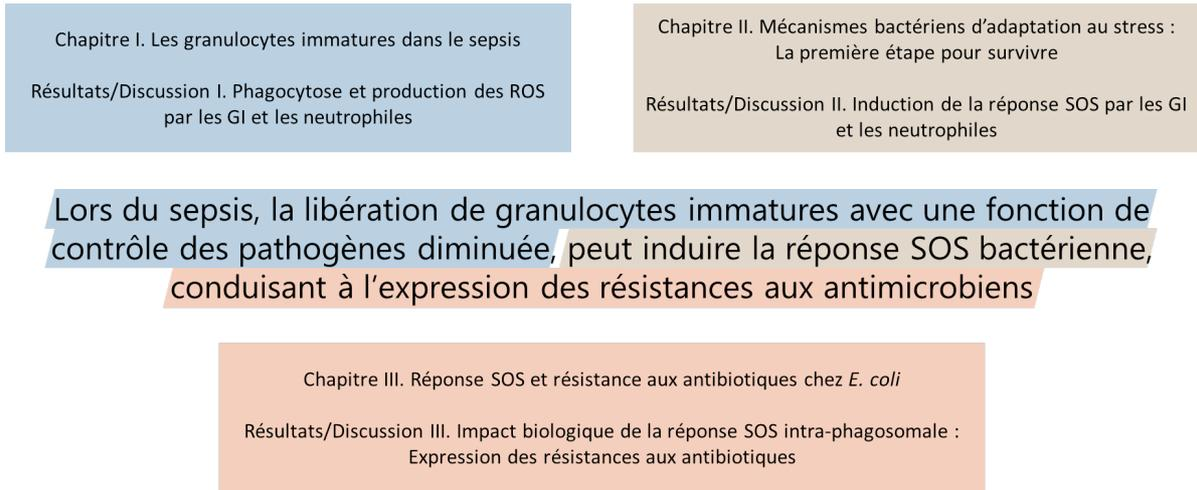 Chapitre I. Les granulocytes immatures dans le sepsis
Résultats/Discussion I. Phagocytose et production des ROS
par les GI et les neutrophiles
Chapitre II. Mécanismes bactériens d’adaptation au stress :
La première étape pour survivre
Résultats/Discussion II. Induction de la réponse SOS par les GI
et les neutrophiles
Lors du sepsis, la libération de granulocytes immatures avec une fonction de
contrôle des pathogènes diminuée, peut induire la réponse SOS bactérienne,
conduisant à l’expression des résistances aux antimicrobiens
Chapitre III. Réponse SOS et résistance aux antibiotiques chez E. coli
Résultats/Discussion III. Impact biologique de la réponse SOS intra-phagosomale :
Expression des résistances aux antibiotiques